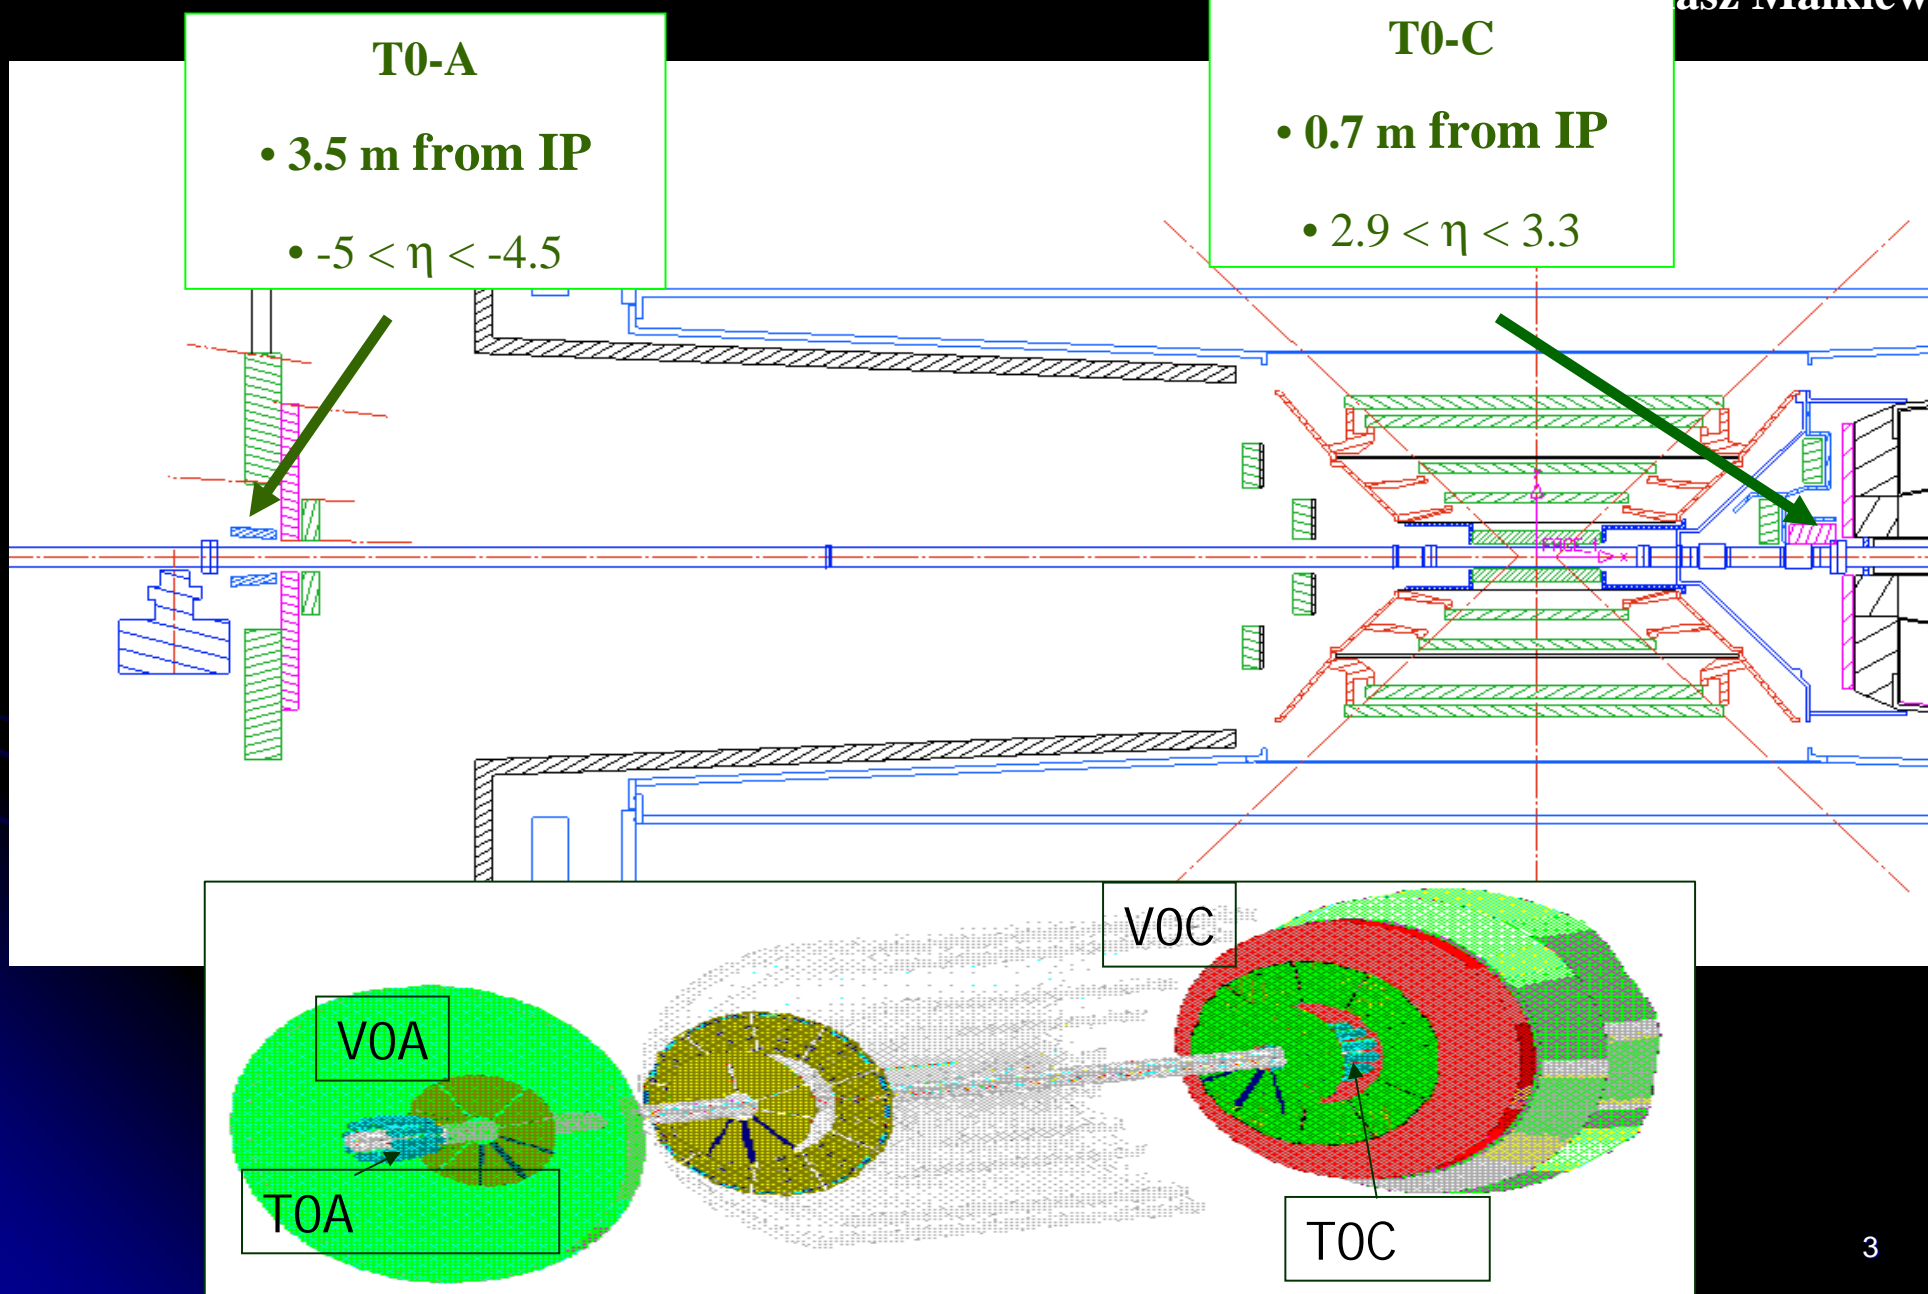 T0-A
• 3.5 m from IP
• -5 < η < -4.5
T0-C
• 0.7 m from IP
• 2.9 < η < 3.3
V0C
V0A
T0A
T0C
3